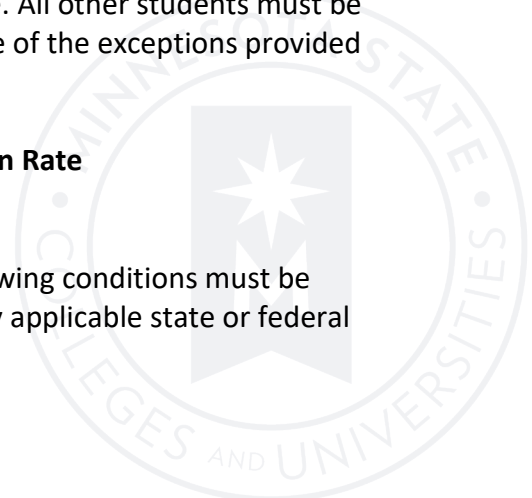 . All other students must be
e of the exceptions provided
n Rate
wing conditions must be
applicable state or federal
MINNESOTA STATE
COLLEGES AND UNIVERSITIES